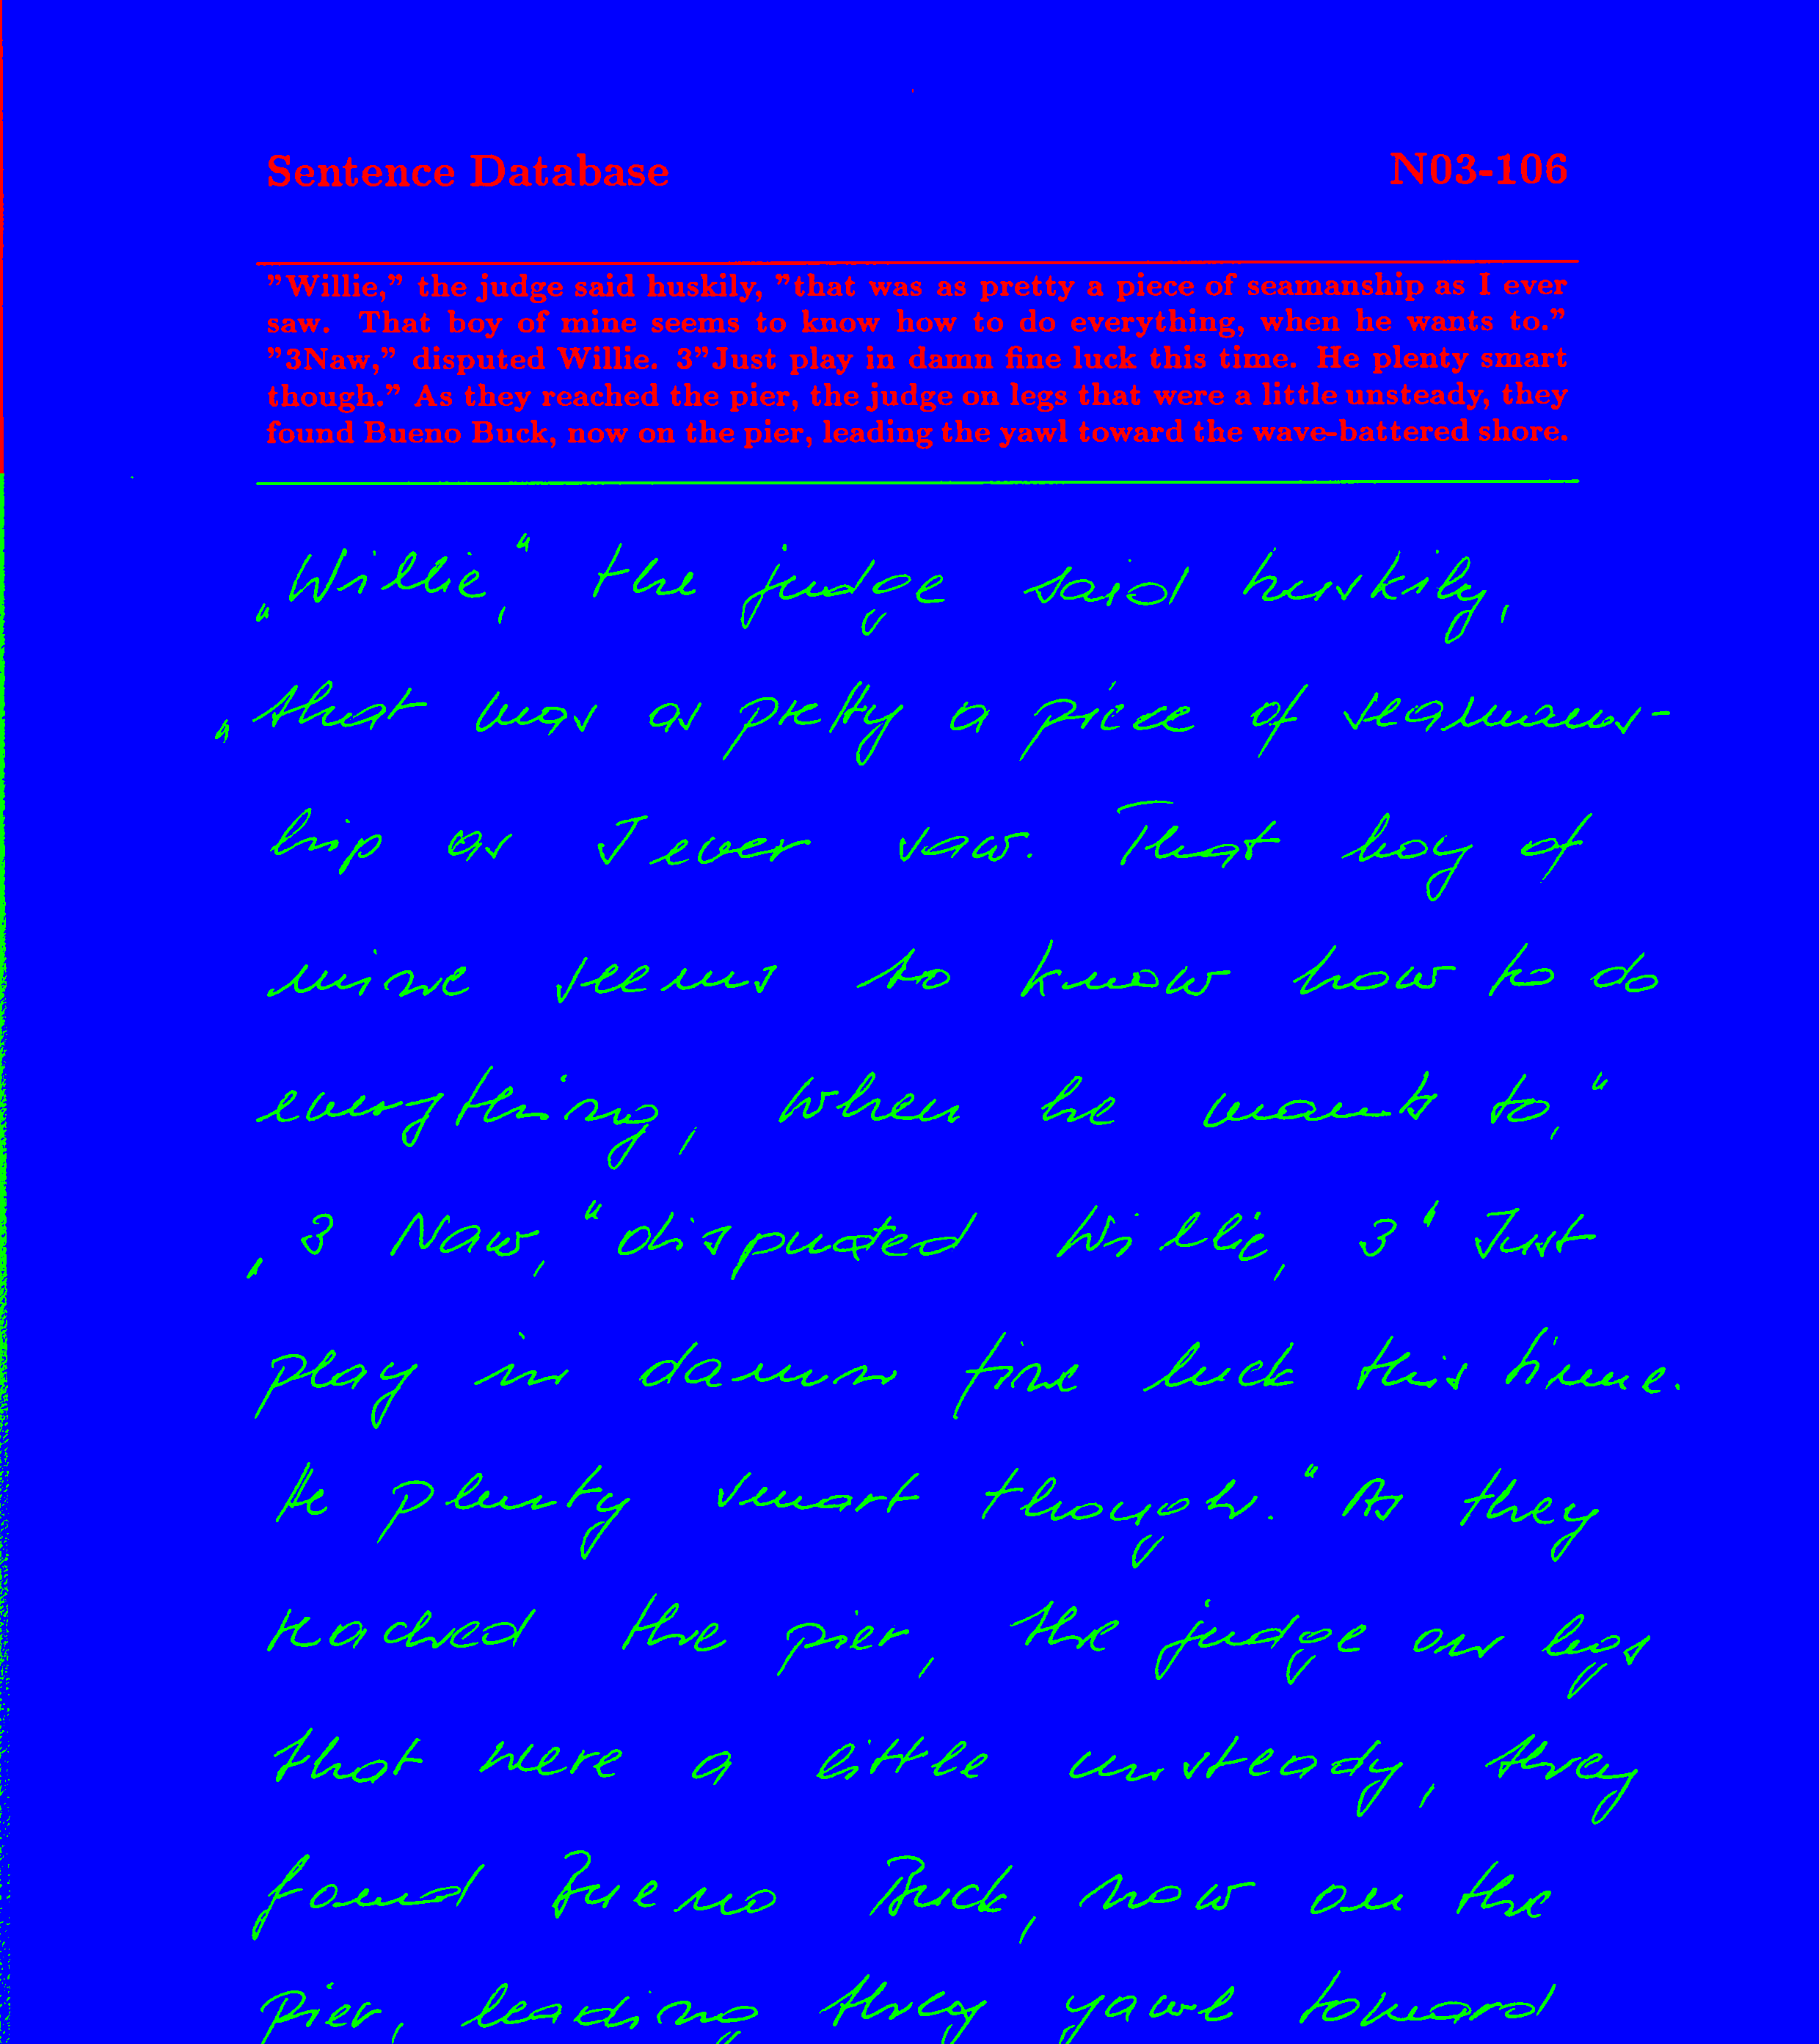 Sentence Database N03-106
"Willie," the judge said huskily, "that was as pretty a piece of seamanship as I ever
saw. That boy of mine seems to know how to do everything, when he wants to."
"3Naw," disputed Willie. 3"Just play in damn fine luck this time. He plenty smart
though." As they reached the pier, the judge on legs that were a little unsteady, they
found Bueno Buck, now on the pier, leading the yawl toward the wave-battered shore.
„Willie," the judge said huskily,
„that was as pretty a piece of seamans-
hip as I ever saw. That boy of
mine seems to know how to do
everything, when he wants to,"
, 3 Naw, "disputed Willie, 3 ' Just
play in damn fine luck this time.
He plenty smart though." As they
reached the pier, the judge on legs
that were a little unsteady, they
found Bueno Buck, now on the
pier, leading they yawl toward